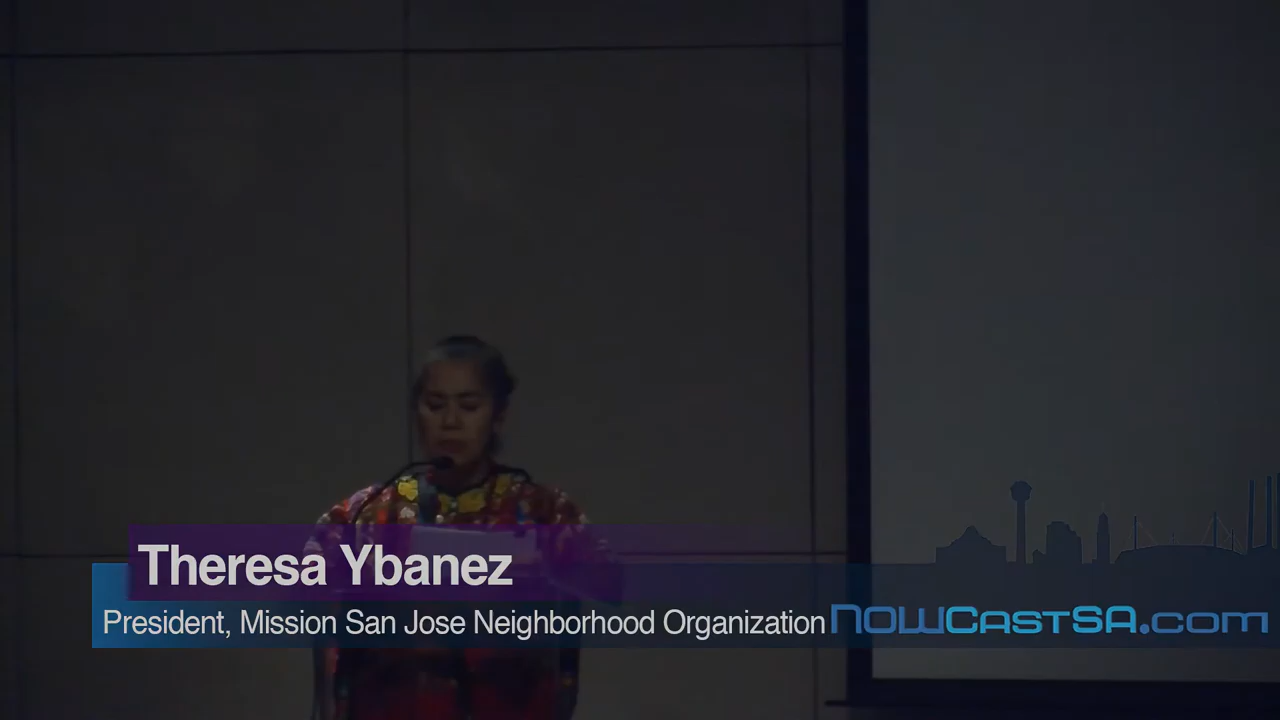 Theresa Ybanez
President, Mission San Jose Neighborhood Organization
NOWCastSA.com